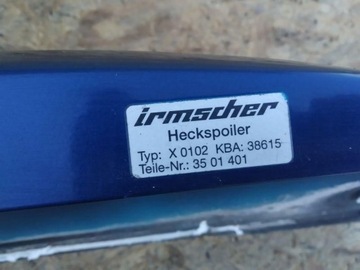 irmscher
Heckspoiler
Typ: X 0102 KBA: 38615
Teile-Nr.: 35 01 401